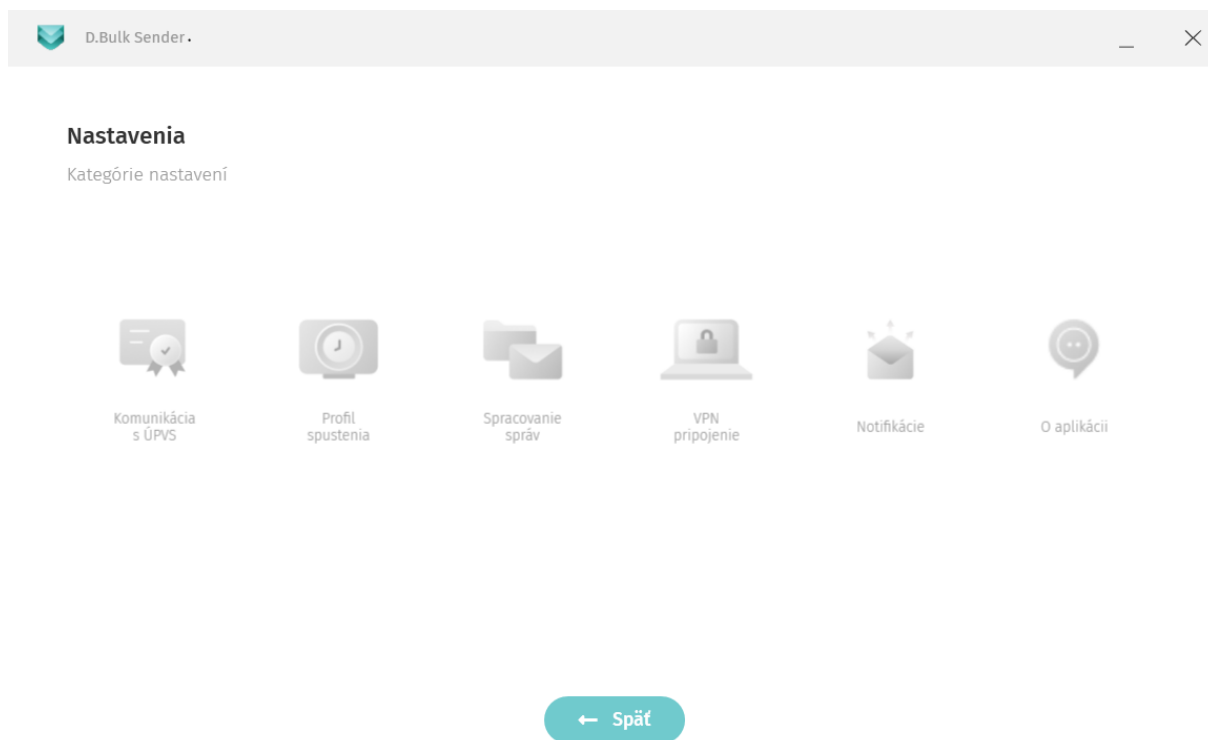 D.Bulk Sender.
Nastavenia
Kategórie nastavení
Komunikácia
s ÚPVS
Profil
spustenia
Spracovanie
správ
VPN
pripojenie
Notifikácie
O aplikácii
Späť